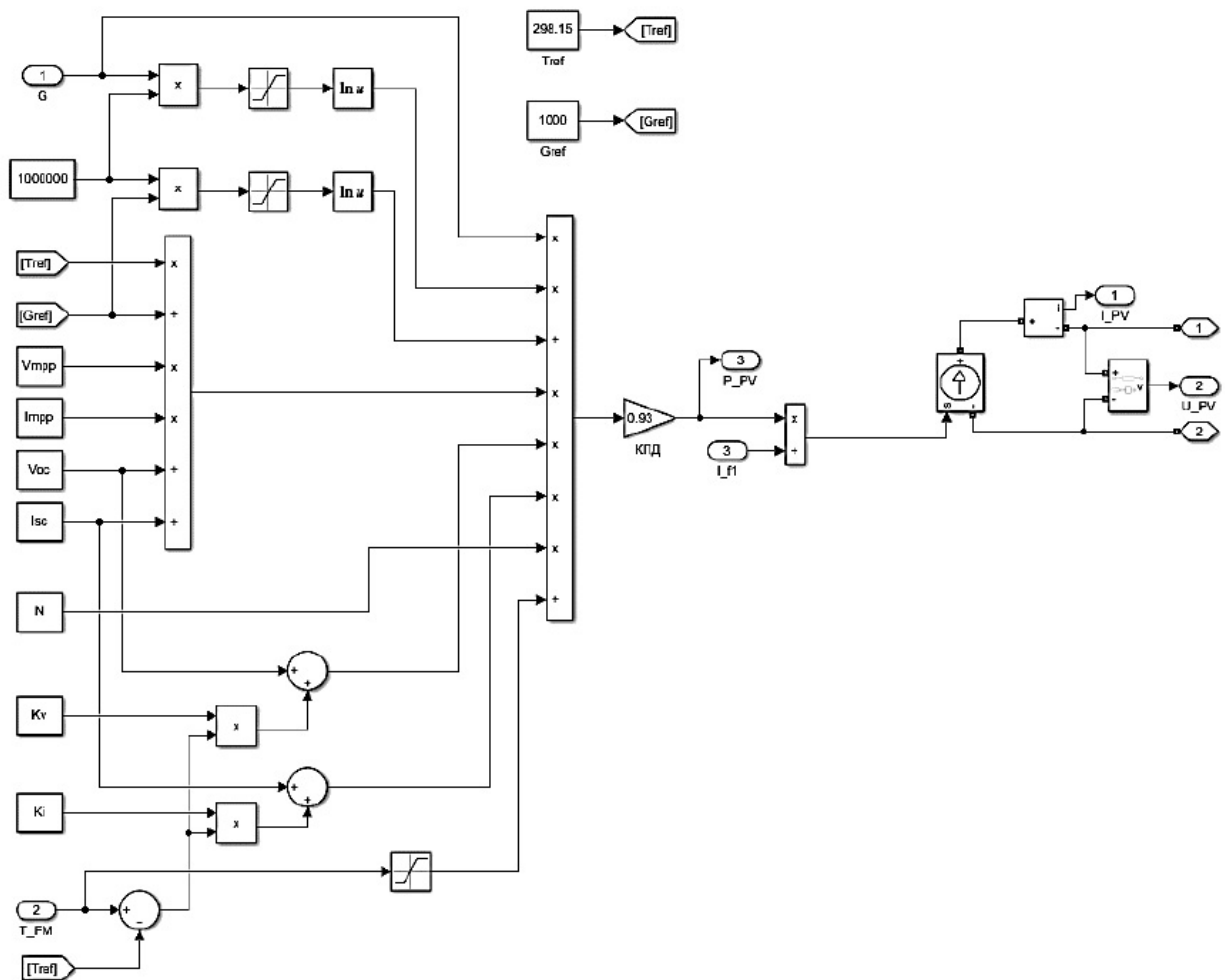 298.15
[Tref]
Tref
1
G
x
ln u
1000
[Gref]
Gref
1000000
x
ln u
[Tref]
x
[Gref]
+
Vmpp
x
Impp
x
Voc
+
Isc
+
x
x
+
x
x
x
x
+
0.93
КПД
3
P_PV
3
I_f1
x
÷
s
+
-
+
i
-
1
I_PV
1
+
v
-
2
U_PV
2
N
+
+
Kv
x
+
+
Ki
x
2
T_FM
+
-
[Tref]